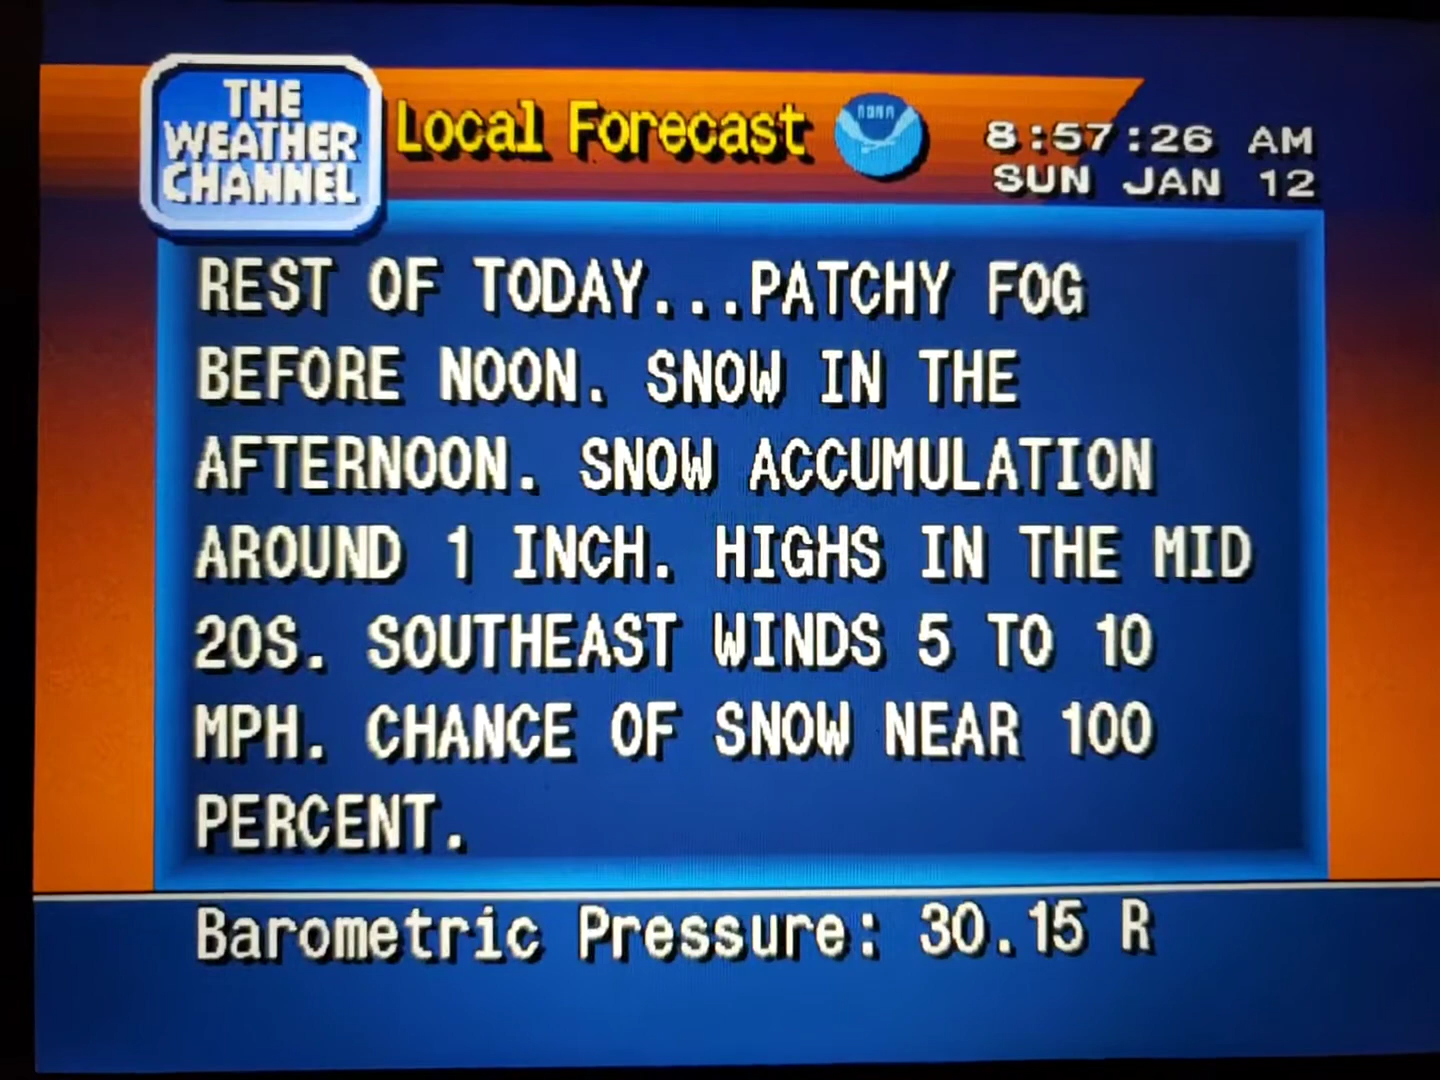 THE
WEATHER
CHANNEL
Local Forecast
noaa
8:57:26 AM
SUN JAN 12
REST OF TODAY...PATCHY FOG
BEFORE NOON. SNOW IN THE
AFTERNOON. SNOW ACCUMULATION
AROUND 1 INCH. HIGHS IN THE MID
20S. SOUTHEAST WINDS 5 TO 10
MPH. CHANCE OF SNOW NEAR 100
PERCENT.
Barometric Pressure: 30.15 R